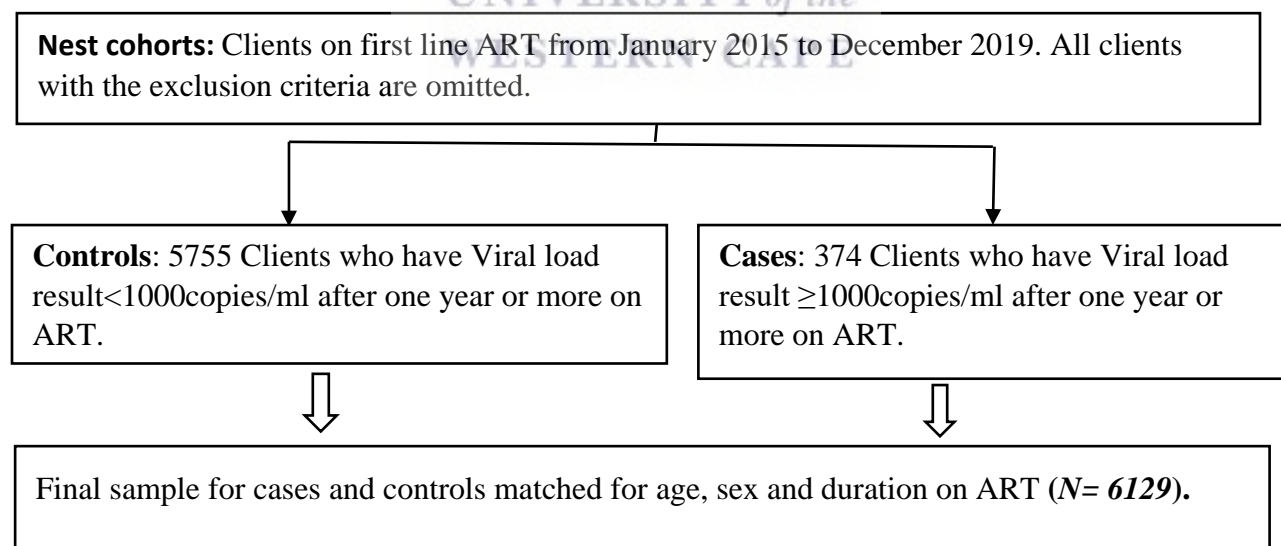 UNIVERSITY of the
WESTERN CAPE
Nest cohorts: Clients on first line ART from January 2015 to December 2019. All clients
with the exclusion criteria are omitted.
Controls: 5755 Clients who have Viral load
result<1000copies/ml after one year or more on
ART.
Cases: 374 Clients who have Viral load
result ≥1000copies/ml after one year or
more on ART.
Final sample for cases and controls matched for age, sex and duration on ART (N= 6129).